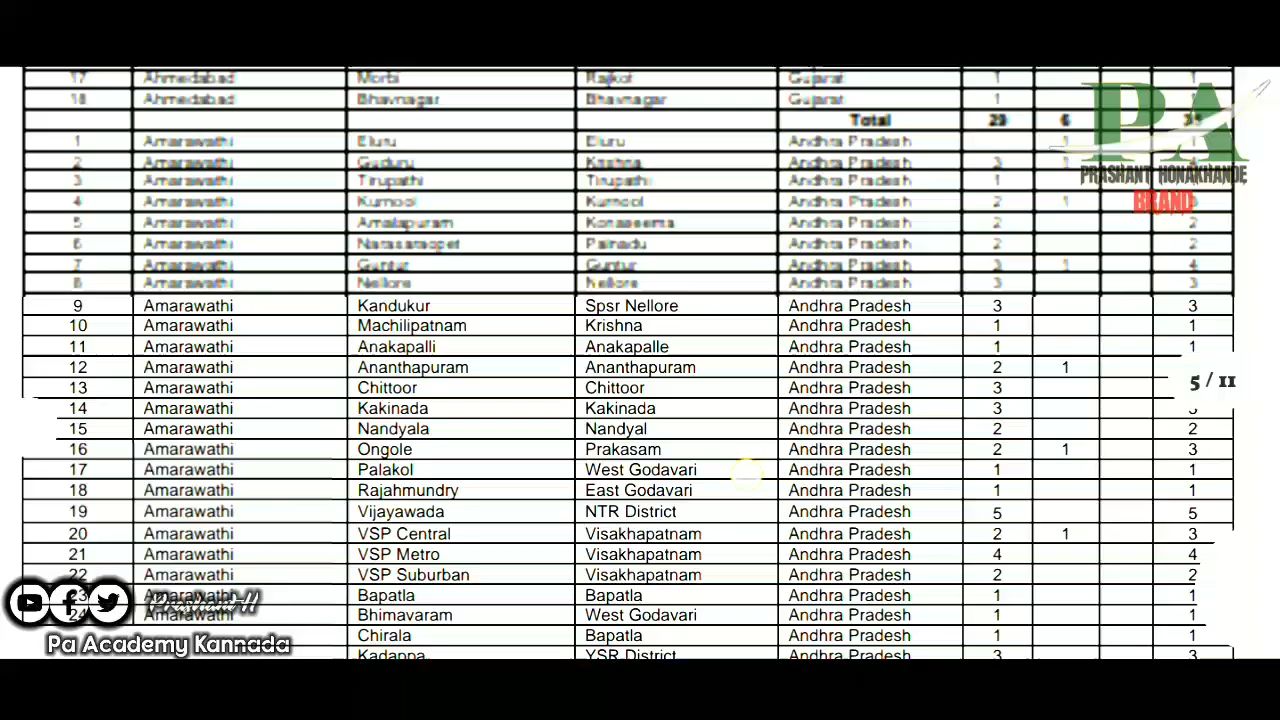 17 Ahmedabad Morbi Rajkot Gujarat 1 1
18 Ahmedabad Bhavnagar Bhavnagar Gujarat 1
Total 29 6
1 Amarawathi Eluru Eluru Andhra Pradesh 1
2 Amarawathi Guduru Krishna Andhra Pradesh 3 1
3 Amarawathi Tirupathi Tirupathi Andhra Pradesh 1
4 Amarawathi Kurnool Kurnool Andhra Pradesh 2 1
5 Amarawathi Amalapuram Konaseema Andhra Pradesh 2 2
6 Amarawathi Narasaraopet Palnadu Andhra Pradesh 2 2
7 Amarawathi Guntur Guntur Andhra Pradesh 3 1 4
8 Amarawathi Nellore Nellore Andhra Pradesh 3 3
9 Amarawathi Kandukur Spsr Nellore Andhra Pradesh 3 3
10 Amarawathi Machilipatnam Krishna Andhra Pradesh 1 1
11 Amarawathi Anakapalli Anakapalle Andhra Pradesh 1 1
12 Amarawathi Ananthapuram Ananthapuram Andhra Pradesh 2 1
13 Amarawathi Chittoor Chittoor Andhra Pradesh 3
14 Amarawathi Kakinada Kakinada Andhra Pradesh 3
15 Amarawathi Nandyala Nandyal Andhra Pradesh 2 2
16 Amarawathi Ongole Prakasam Andhra Pradesh 2 1 3
17 Amarawathi Palakol West Godavari Andhra Pradesh 1 1
18 Amarawathi Rajahmundry East Godavari Andhra Pradesh 1 1
19 Amarawathi Vijayawada NTR District Andhra Pradesh 5 5
20 Amarawathi VSP Central Visakhapatnam Andhra Pradesh 2 1 3
21 Amarawathi VSP Metro Visakhapatnam Andhra Pradesh 4 4
22 Amarawathi VSP Suburban Visakhapatnam Andhra Pradesh 2 2
23 Amarawathi Bapatla Bapatla Andhra Pradesh 1 1
24 Amarawathi Bhimavaram West Godavari Andhra Pradesh 1 1
Chirala Bapatla Andhra Pradesh 1 1
Kadappa YSR District Andhra Pradesh 3 3
PA
PRASHANT HONAKHANDE
BRAND
5 / 11
Prashant H
Pa Academy Kannada